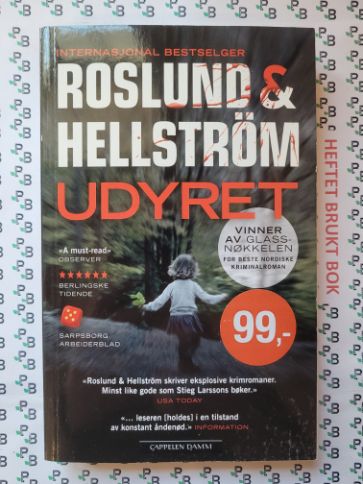 INTERNASJONAL BESTSELGER
ROSLUND &
HELLSTRÖM
UDYRET
VINNER
AV GLASS-
NØKKELEN
FOR BESTE NORDISKE
KRIMINALROMAN
«A must-read»
OBSERVER
BERLINGSKE
TIDENDE
SARPSBORG
ARBEIDERBLAD
99,-
«Roslund & Hellström skriver eksplosive krimromaner.
Minst like gode som Stieg Larssons bøker.»
USA TODAY
«... leseren [holdes] i en tilstand
av konstant åndenød.» INFORMATION
CAPPELEN DAMM
HEFTET BRUKT BOK